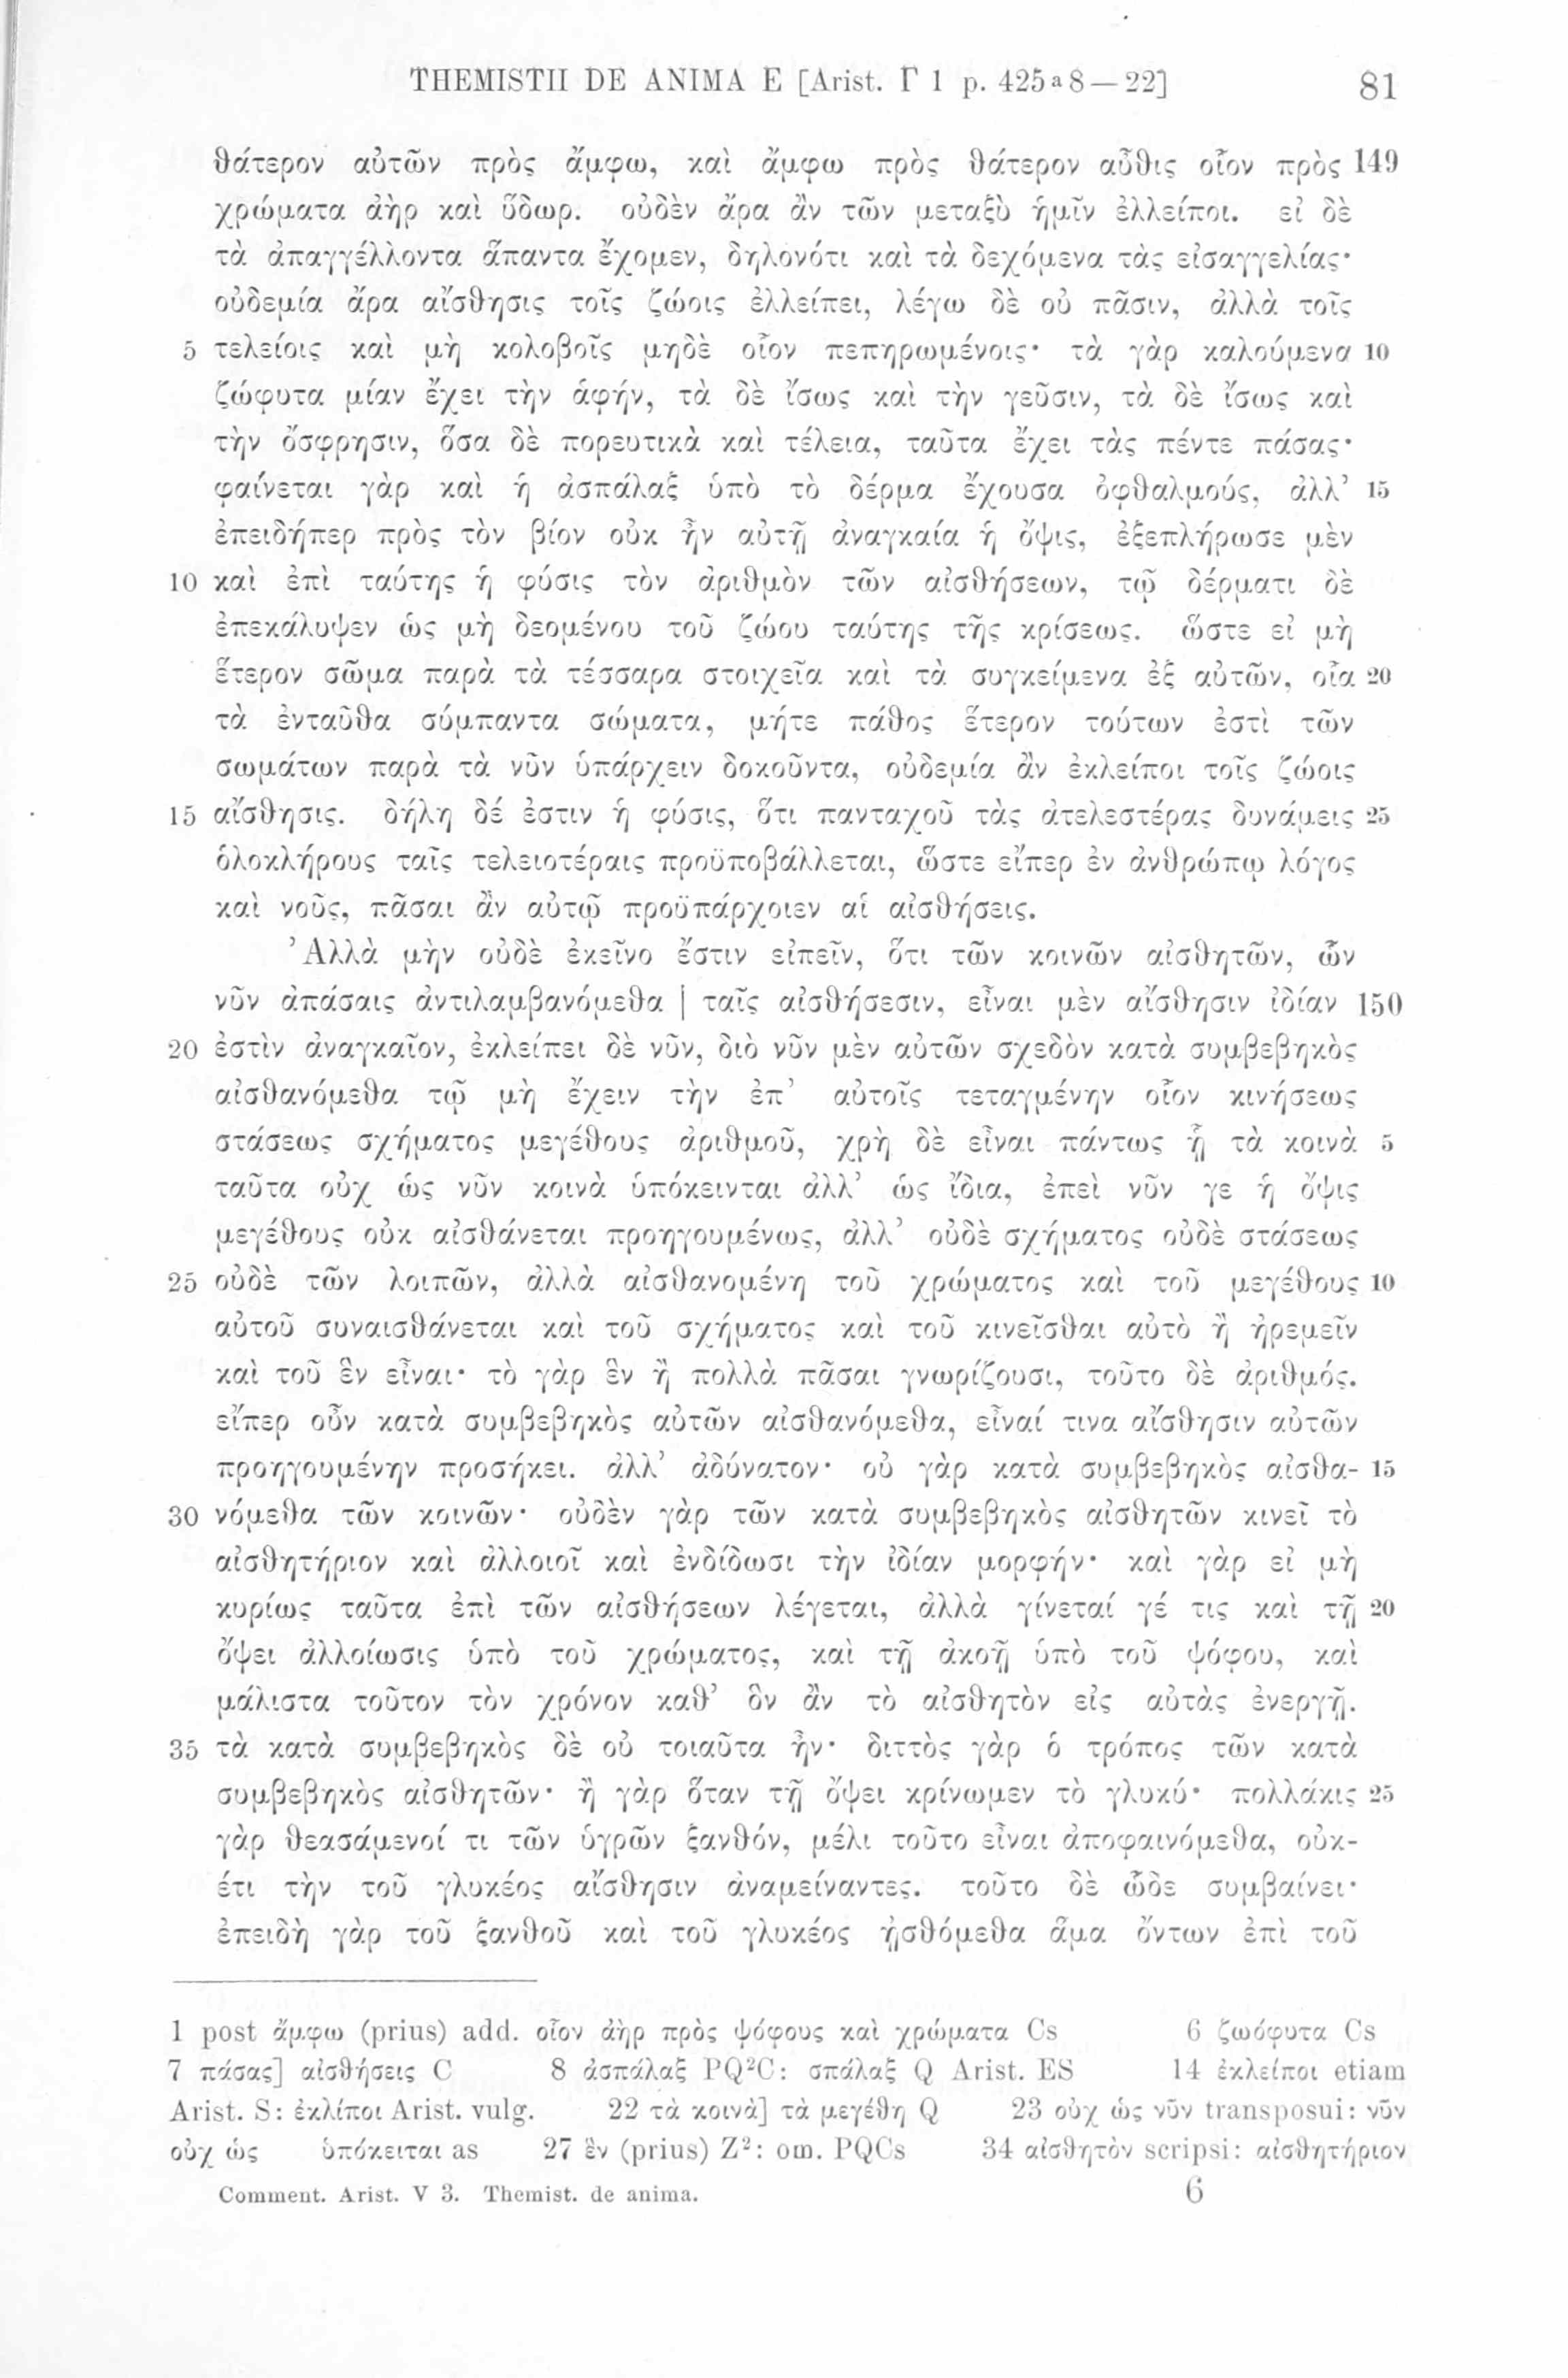 THEMISTII DE ANIMA E [Arist. Γ 1 p. 425 a 8 — 22] 81
θάτερον αὐτῶν πρὸς ἄμφω, καὶ ἄμφω πρὸς θάτερον αὖθις οἷον πρὸς 149
χρώματα ἀὴρ καὶ ὕδωρ. οὐδὲν ἄρα ἂν τῶν μεταξὺ ἡμῖν ἐλλείποι. εἰ δὲ
τὰ ἀπαγγέλλοντα ἅπαντα ἔχομεν, δηλονότι καὶ τὰ δεχόμενα τὰς εἰσαγγελίας·
οὐδεμία ἄρα αἴσθησις τοῖς ζώοις ἐλλείπει, λέγω δὲ οὐ πᾶσιν, ἀλλὰ τοῖς
5 τελείοις καὶ μὴ κολοβοῖς μηδὲ οἷον πεπηρωμένοις· τὰ γὰρ καλούμενα 10
ζώφυτα μίαν ἔχει τὴν ἁφήν, τὰ δὲ ἴσως καὶ τὴν γεῦσιν, τὰ δὲ ἴσως καὶ
τὴν ὄσφρησιν, ὅσα δὲ πορευτικὰ καὶ τέλεια, ταῦτα ἔχει τὰς πέντε πάσας·
φαίνεται γὰρ καὶ ἡ ἀσπάλαξ ὑπὸ τὸ δέρμα ἔχουσα ὀφθαλμούς, ἀλλ’ 15
ἐπειδήπερ πρὸς τὸν βίον οὐκ ἦν αὐτῇ ἀναγκαία ἡ ὄψις, ἐξεπλήρωσε μὲν
10 καὶ ἐπὶ ταύτης ἡ φύσις τὸν ἀριθμὸν τῶν αἰσθήσεων, τῷ δέρματι δὲ
ἐπεκάλυψεν ὡς μὴ δεομένου τοῦ ζώου ταύτης τῆς κρίσεως. ὥστε εἰ μὴ
ἕτερον σῶμα παρὰ τὰ τέσσαρα στοιχεῖα καὶ τὰ συγκείμενα ἐξ αὐτῶν, οἷα 20
τὰ ἐνταῦθα σύμπαντα σώματα, μήτε πάθος ἕτερον τούτων ἐστὶ τῶν
σωμάτων παρὰ τὰ νῦν ὑπάρχειν δοκοῦντα, οὐδεμία ἂν ἐκλείποι τοῖς ζώοις
15 αἴσθησις. δήλη δέ ἐστιν ἡ φύσις, ὅτι πανταχοῦ τὰς ἀτελεστέρας δυνάμεις 25
ὁλοκλήρους ταῖς τελειοτέραις προϋποβάλλεται, ὥστε εἴπερ ἐν ἀνθρώπῳ λόγος
καὶ νοῦς, πᾶσαι ἂν αὐτῷ προϋπάρχοιεν αἱ αἰσθήσεις.
Ἀλλὰ μὴν οὐδὲ ἐκεῖνο ἔστιν εἰπεῖν, ὅτι τῶν κοινῶν αἰσθητῶν, ὧν
νῦν ἁπάσαις ἀντιλαμβανόμεθα | ταῖς αἰσθήσεσιν, εἶναι μὲν αἴσθησιν ἰδίαν 150
20 ἐστὶν ἀναγκαῖον, ἐκλείπει δὲ νῦν, διὸ νῦν μὲν αὐτῶν σχεδὸν κατὰ συμβεβηκὸς
αἰσθανόμεθα τῷ μὴ ἔχειν τὴν ἐπ’ αὐτοῖς τεταγμένην οἷον κινήσεως
στάσεως σχήματος μεγέθους ἀριθμοῦ, χρὴ δὲ εἶναι πάντως ᾗ τὰ κοινὰ 5
ταῦτα οὐχ ὡς νῦν κοινὰ ὑπόκεινται ἀλλ’ ὡς ἴδια, ἐπεὶ νῦν γε ἡ ὄψις
μεγέθους οὐκ αἰσθάνεται προηγουμένως, ἀλλ’ οὐδὲ σχήματος οὐδὲ στάσεως
25 οὐδὲ τῶν λοιπῶν, ἀλλὰ αἰσθανομένη τοῦ χρώματος καὶ τοῦ μεγέθους 10
αὐτοῦ συναισθάνεται καὶ τοῦ σχήματος καὶ τοῦ κινεῖσθαι αὐτὸ ἢ ἠρεμεῖν
καὶ τοῦ ἓν εἶναι· τὸ γὰρ ἓν ἢ πολλὰ πᾶσαι γνωρίζουσι, τοῦτο δὲ ἀριθμός.
εἴπερ οὖν κατὰ συμβεβηκὸς αὐτῶν αἰσθανόμεθα, εἶναί τινα αἴσθησιν αὐτῶν
προηγουμένην προσήκει. ἀλλ’ ἀδύνατον· οὐ γὰρ κατὰ συμβεβηκὸς αἰσθα- 15
30 νόμεθα τῶν κοινῶν· οὐδὲν γὰρ τῶν κατὰ συμβεβηκὸς αἰσθητῶν κινεῖ τὸ
αἰσθητήριον καὶ ἀλλοιοῖ καὶ ἐνδίδωσι τὴν ἰδίαν μορφήν· καὶ γὰρ εἰ μὴ
κυρίως ταῦτα ἐπὶ τῶν αἰσθήσεων λέγεται, ἀλλὰ γίνεταί γέ τις καὶ τῇ 20
ὄψει ἀλλοίωσις ὑπὸ τοῦ χρώματος, καὶ τῇ ἀκοῇ ὑπὸ τοῦ ψόφου, καὶ
μάλιστα τοῦτον τὸν χρόνον καθ’ ὃν ἂν τὸ αἰσθητὸν εἰς αὐτὰς ἐνεργῇ.
35 τὰ κατὰ συμβεβηκὸς δὲ οὐ τοιαῦτα ἦν· διττὸς γὰρ ὁ τρόπος τῶν κατὰ
συμβεβηκὸς αἰσθητῶν· ἢ γὰρ ὅταν τῇ ὄψει κρίνωμεν τὸ γλυκύ· πολλάκις 25
γὰρ θεασάμενοί τι τῶν ὑγρῶν ξανθόν, μέλι τοῦτο εἶναι ἀποφαινόμεθα, οὐκ-
έτι τὴν τοῦ γλυκέος αἴσθησιν ἀναμείναντες. τοῦτο δὲ ὧδε συμβαίνει·
ἐπειδὴ γὰρ τοῦ ξανθοῦ καὶ τοῦ γλυκέος ᾐσθόμεθα ἅμα ὄντων ἐπὶ τοῦ
1 post ἄμφω (prius) add. οἷον ἀὴρ πρὸς ψόφους καὶ χρώματα Cs 6 ζωόφυτα Cs
7 πάσας] αἰσθήσεις C 8 ἀσπάλαξ PQ²C: σπάλαξ Q Arist. ES 14 ἐκλείποι etiam
Arist. S: ἐκλίποι Arist. vulg. 22 τὰ κοινὰ] τὰ μεγέθη Q 23 οὐχ ὡς νῦν transposui: νῦν
οὐχ ὡς ὑπόκειται as 27 ἓν (prius) Z²: om. PQCs 34 αἰσθητὸν scripsi: αἰσθητήριον
Comment. Arist. V 3. Themist. de anima. 6